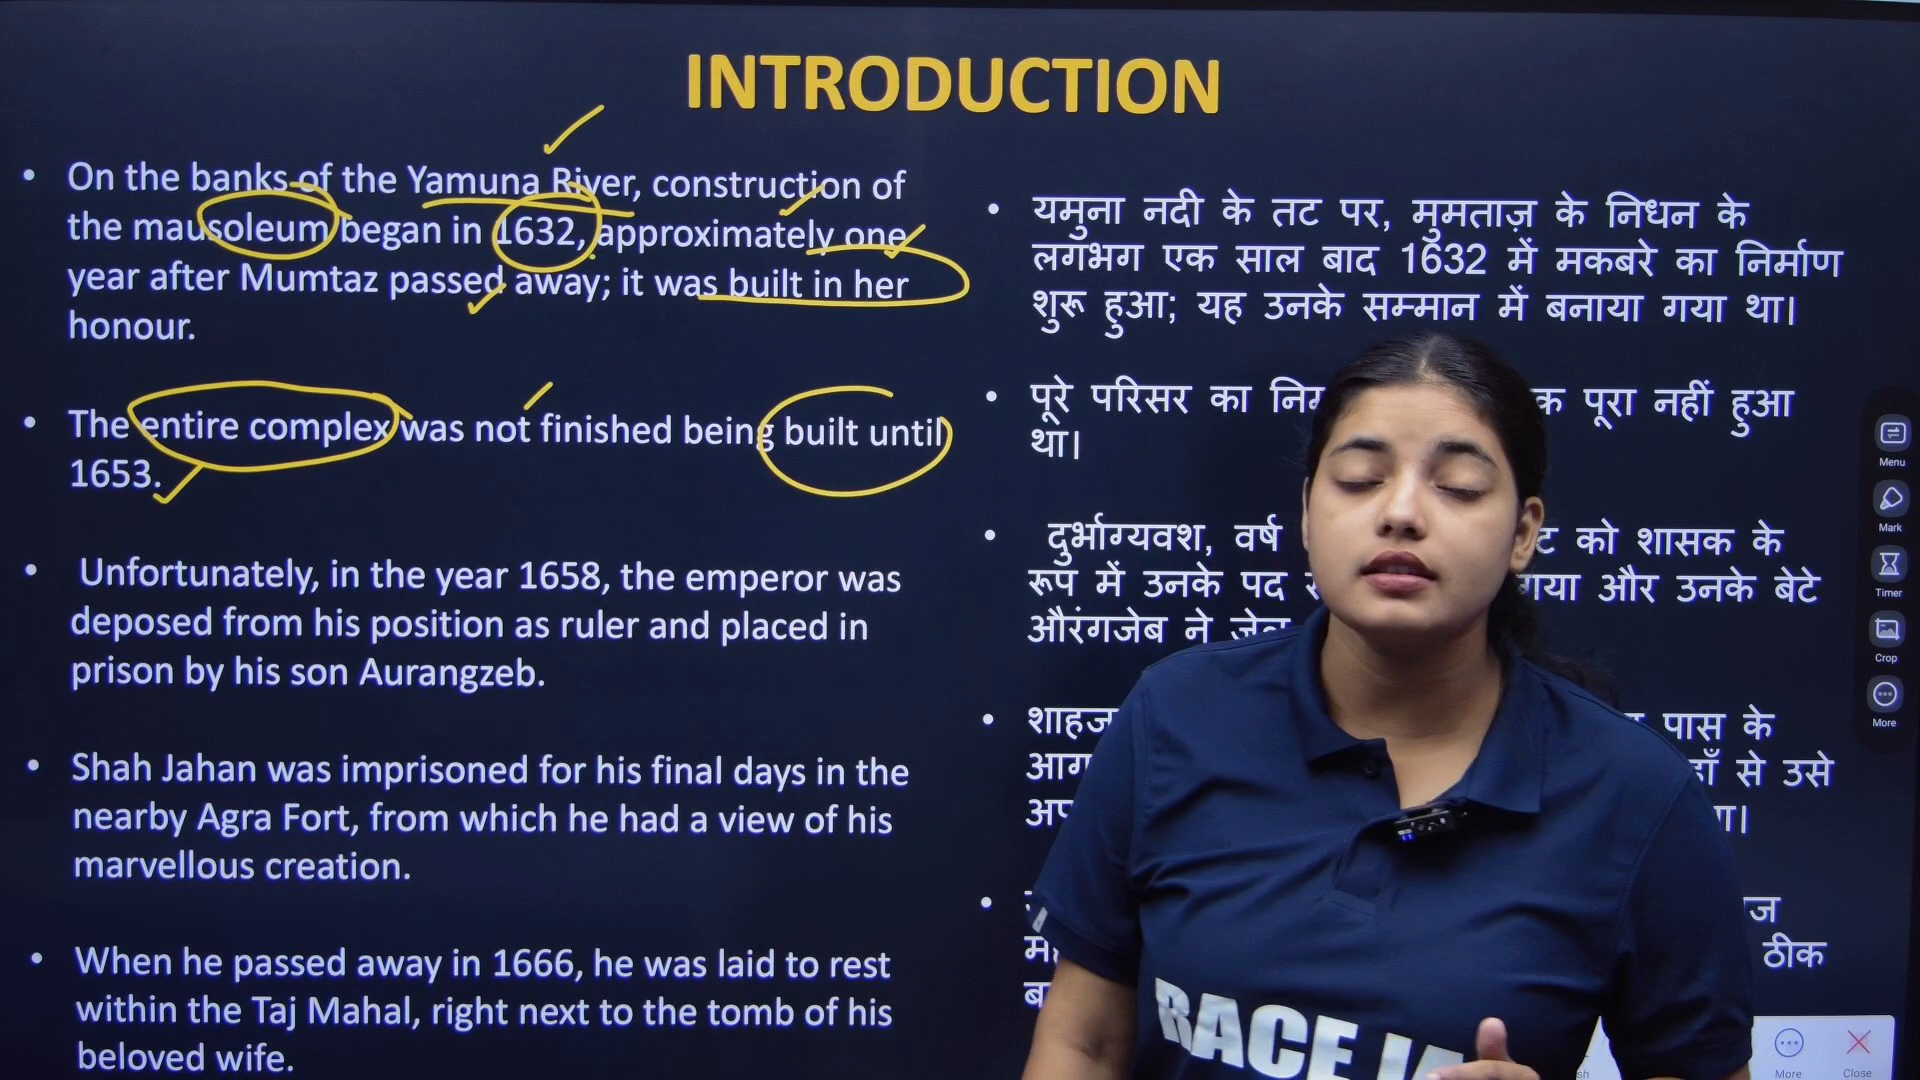 INTRODUCTION
• On the banks of the Yamuna River, construction of
the mausoleum began in 1632, approximately one
year after Mumtaz passed away; it was built in her
honour.
• The entire complex was not finished being built until
1653.
• Unfortunately, in the year 1658, the emperor was
deposed from his position as ruler and placed in
prison by his son Aurangzeb.
• Shah Jahan was imprisoned for his final days in the
nearby Agra Fort, from which he had a view of his
marvellous creation.
• When he passed away in 1666, he was laid to rest
within the Taj Mahal, right next to the tomb of his
beloved wife.
• यमुना नदी के तट पर, मुमताज़ के निधन के
लगभग एक साल बाद 1632 में मकबरे का निर्माण
शुरू हुआ; यह उनके सम्मान में बनाया गया था।
• पूरे परिसर का पूरा नहीं हुआ
था।
• दुर्भाग्यवश, वर्ष को शासक के
रूप में उनके पद गया और उनके बेटे
औरंगजेब ने
• पास के
से उसे
ठीक
RACE
Menu
Mark
Timer
Crop
More
More
Close